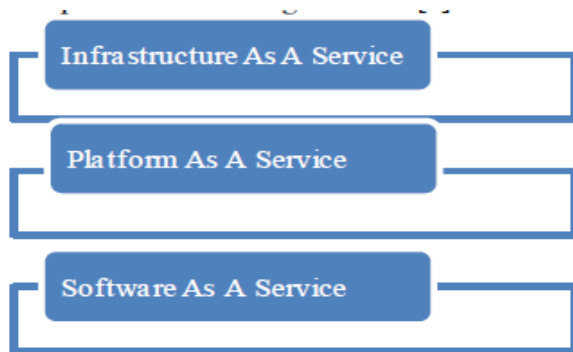 Infrastructure As A Service
Platform As A Service
Software As A Service